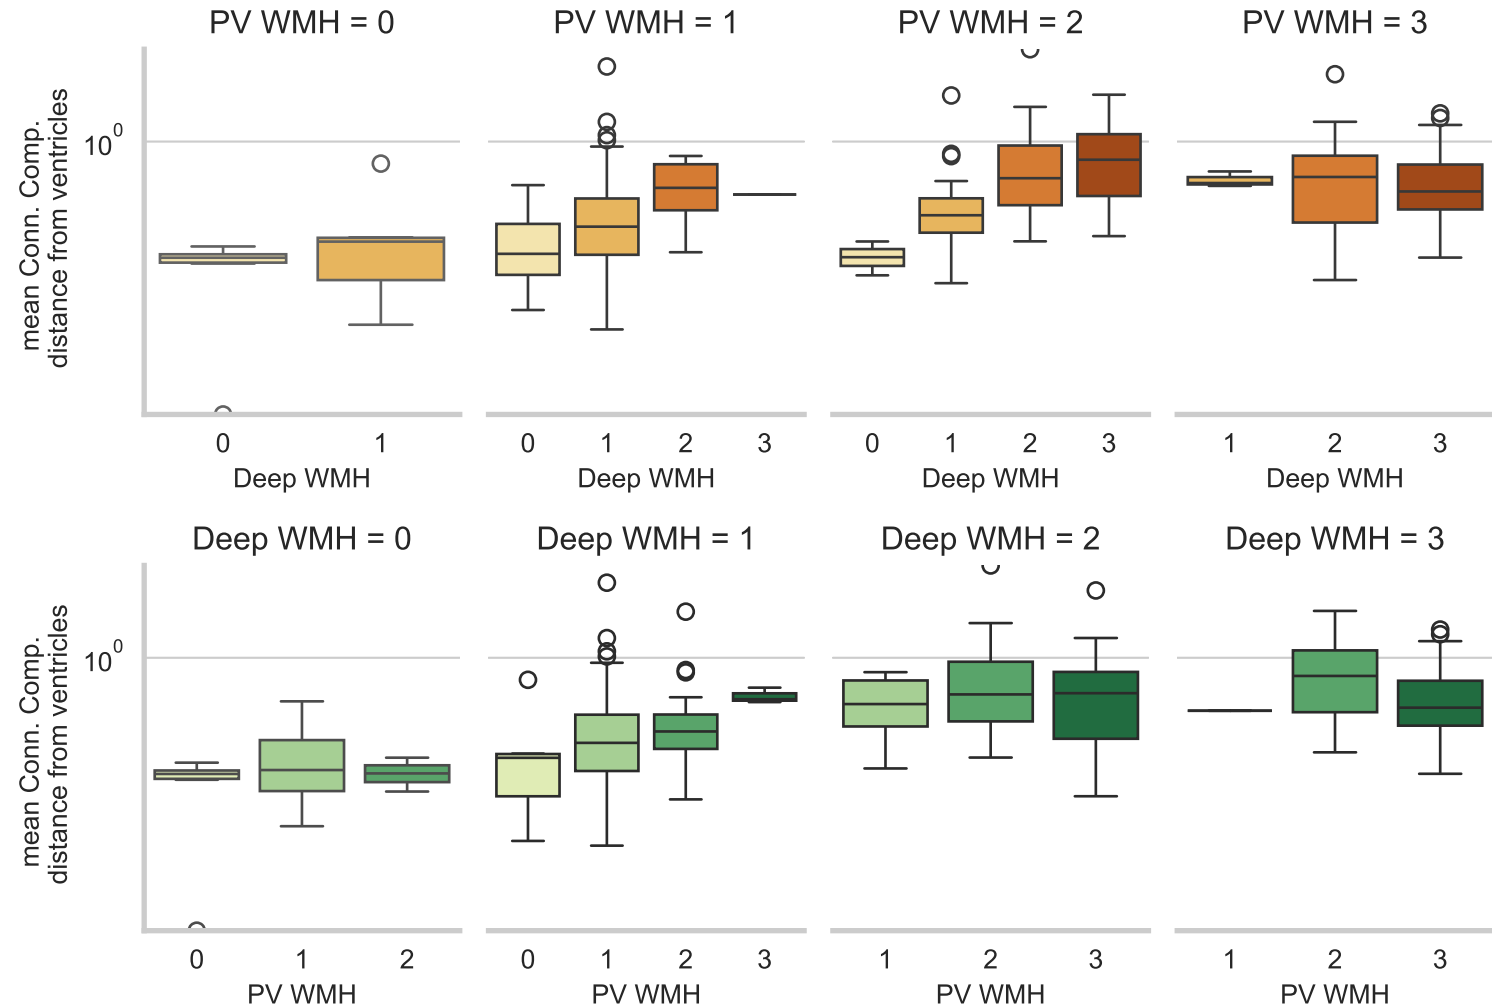 PV WMH = 0 PV WMH = 1 PV WMH = 2 PV WMH = 3
mean Conn. Comp.
distance from ventricles
10^0
0 1 0 1 2 3 0 1 2 3 1 2 3
Deep WMH Deep WMH Deep WMH Deep WMH
Deep WMH = 0 Deep WMH = 1 Deep WMH = 2 Deep WMH = 3
mean Conn. Comp.
distance from ventricles
10^0
0 1 2 0 1 2 3 1 2 3 1 2 3
PV WMH PV WMH PV WMH PV WMH